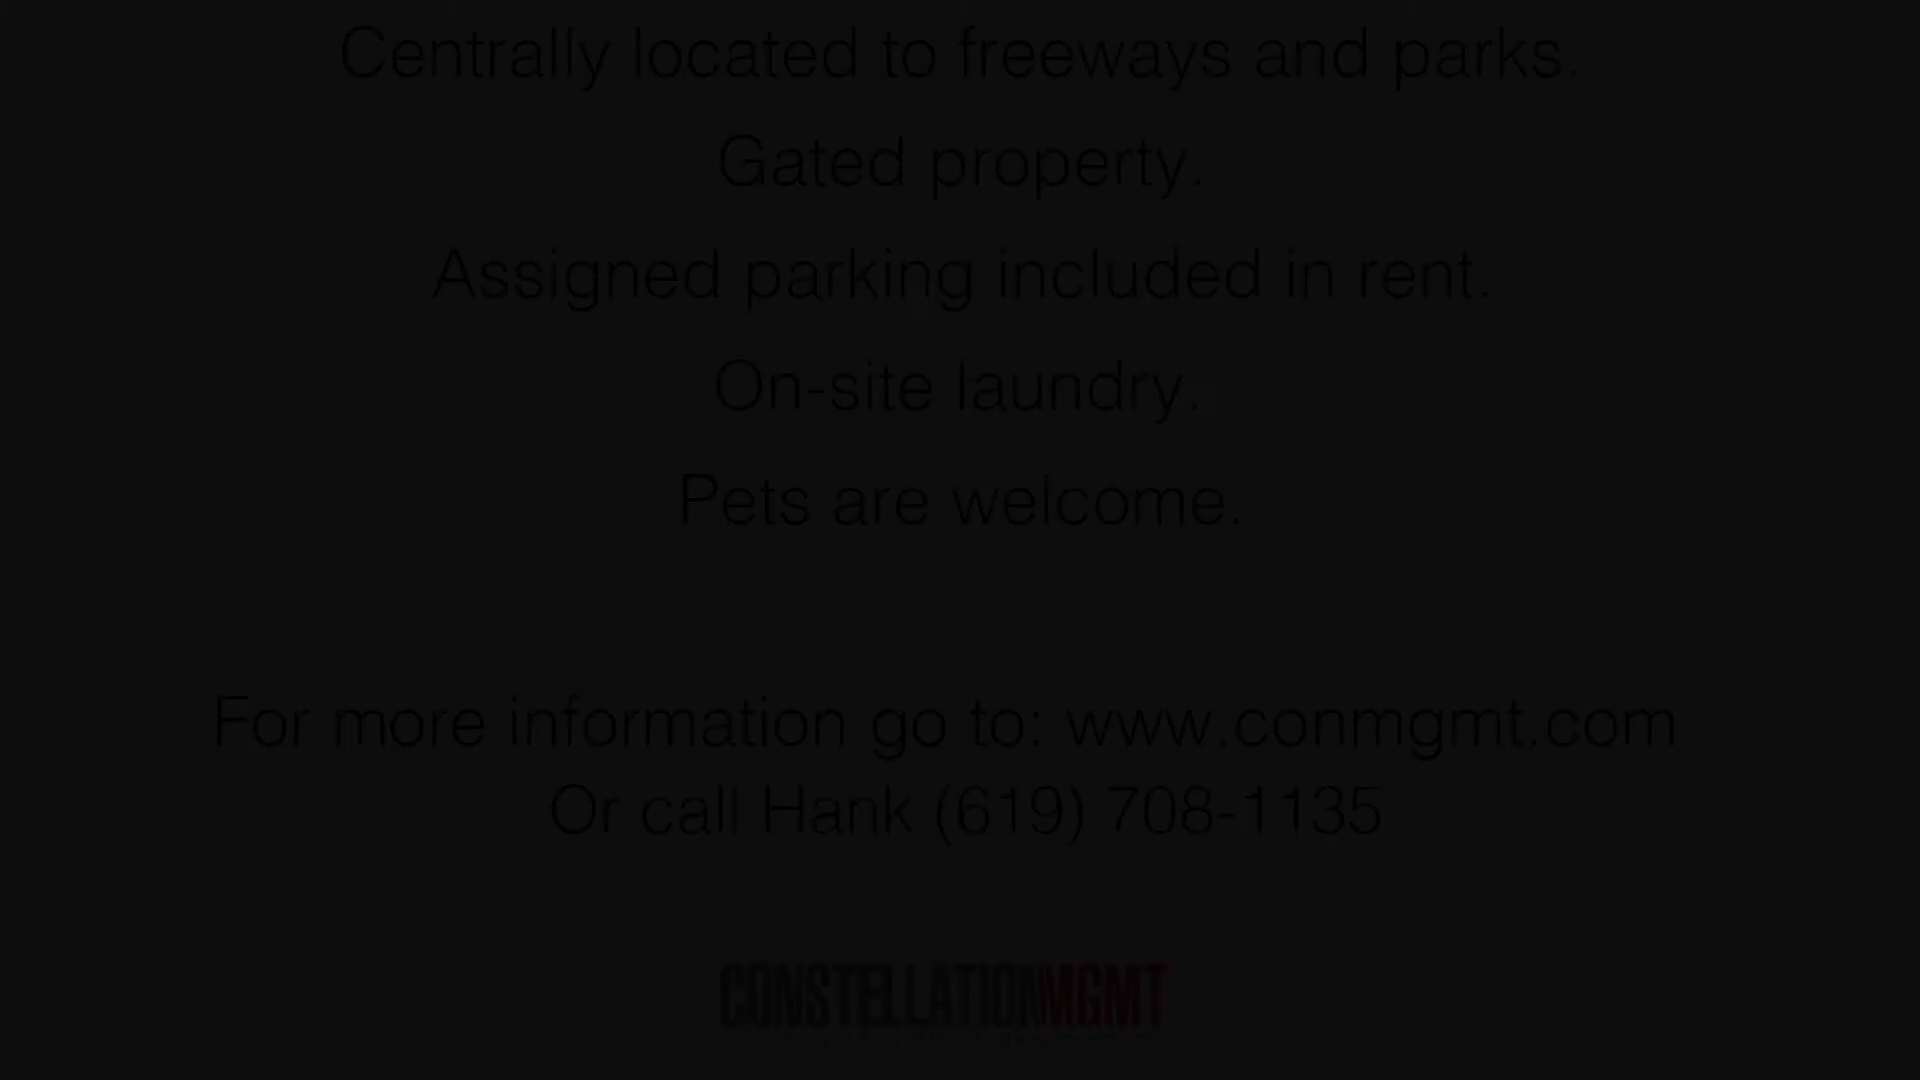 Centrally located to freeways and parks.
Gated property.
Assigned parking included in rent.
On-site laundry.
Pets are welcome.
For more information go to: www.conmgmt.com
Or call Hank (619) 708-1135
CONSTELLATIONMGMT